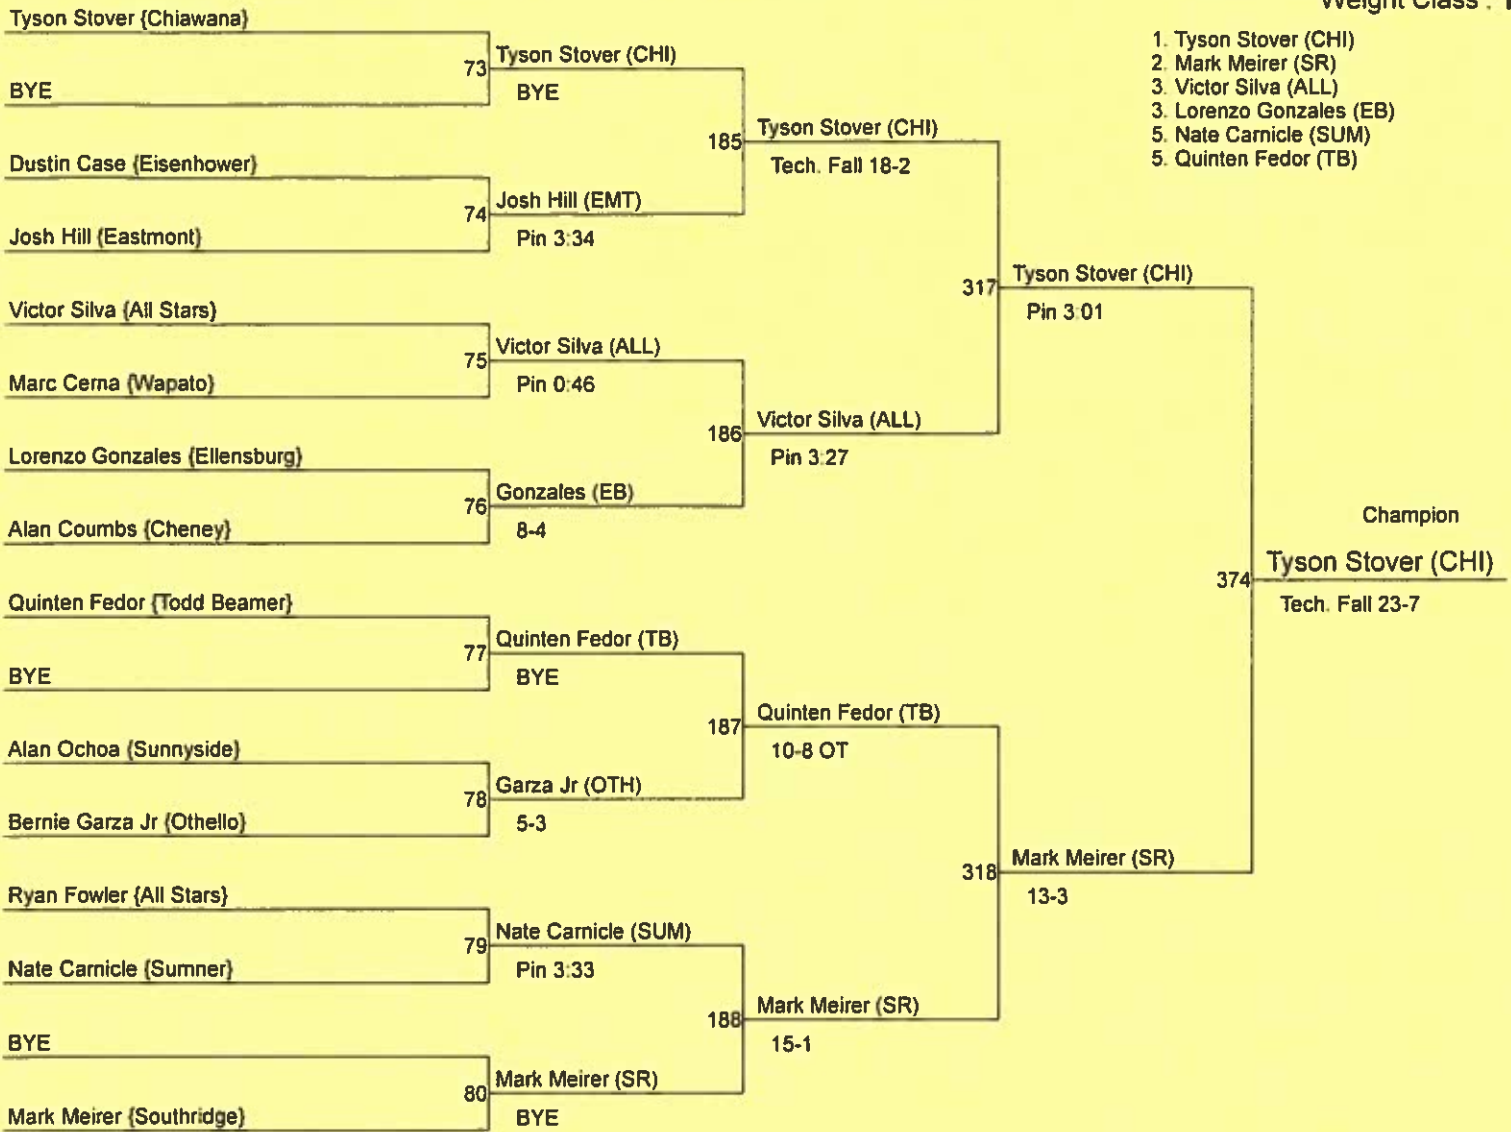 Weight Class :
1. Tyson Stover (CHI)
2. Mark Meirer (SR)
3. Victor Silva (ALL)
3. Lorenzo Gonzales (EB)
5. Nate Carnicle (SUM)
5. Quinten Fedor (TB)
Tyson Stover {Chiawana}
BYE
Dustin Case {Eisenhower}
Josh Hill {Eastmont}
Victor Silva {All Stars}
Marc Cerna {Wapato}
Lorenzo Gonzales {Ellensburg}
Alan Coumbs {Cheney}
Quinten Fedor {Todd Beamer}
BYE
Alan Ochoa {Sunnyside}
Bernie Garza Jr {Othello}
Ryan Fowler {All Stars}
Nate Carnicle {Sumner}
BYE
Mark Meirer {Southridge}
73 Tyson Stover (CHI)
BYE
74 Josh Hill (EMT)
Pin 3:34
75 Victor Silva (ALL)
Pin 0:46
76 Gonzales (EB)
8-4
77 Quinten Fedor (TB)
BYE
78 Garza Jr (OTH)
5-3
79 Nate Carnicle (SUM)
Pin 3:33
80 Mark Meirer (SR)
BYE
185 Tyson Stover (CHI)
Tech. Fall 18-2
186 Victor Silva (ALL)
Pin 3:27
187 Quinten Fedor (TB)
10-8 OT
188 Mark Meirer (SR)
15-1
317 Tyson Stover (CHI)
Pin 3:01
318 Mark Meirer (SR)
13-3
Champion
374 Tyson Stover (CHI)
Tech. Fall 23-7